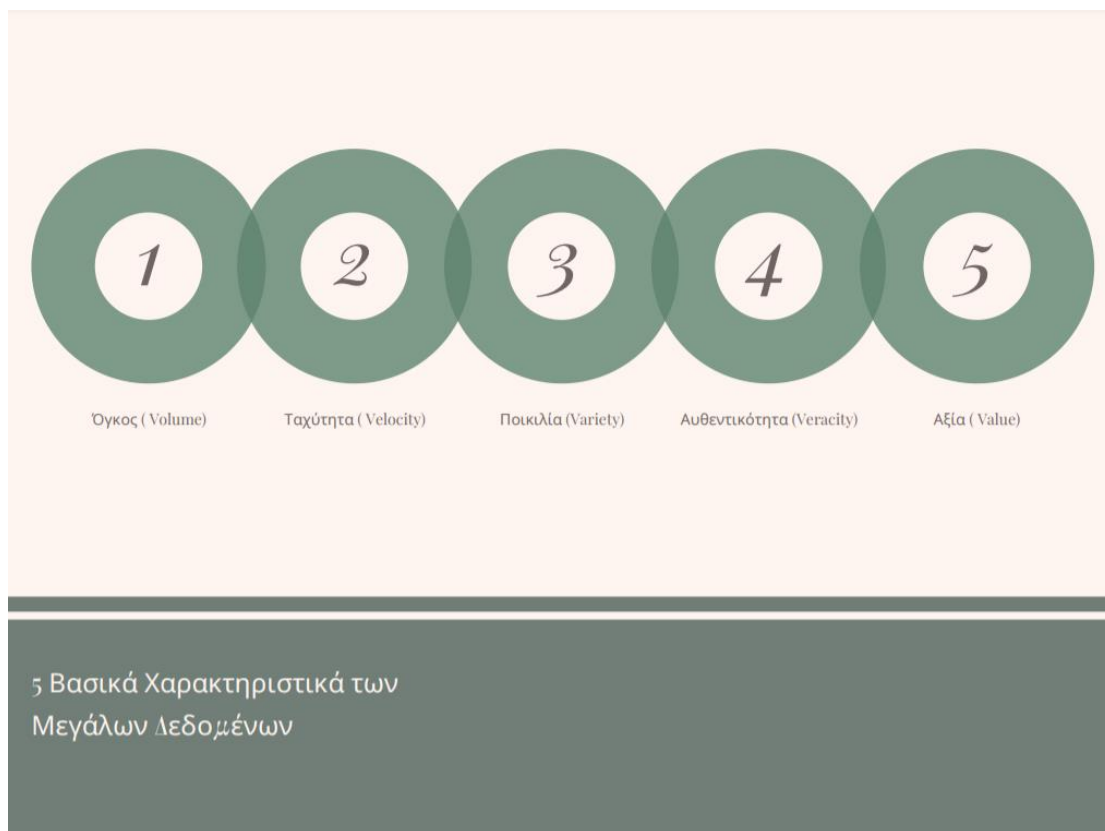 1
2
3
4
5
Όγκος ( Volume)
Ταχύτητα ( Velocity)
Ποικιλία (Variety)
Αυθεντικότητα (Veracity)
Αξία ( Value)
5 Βασικά Χαρακτηριστικά των
Μεγάλων Δεδομένων